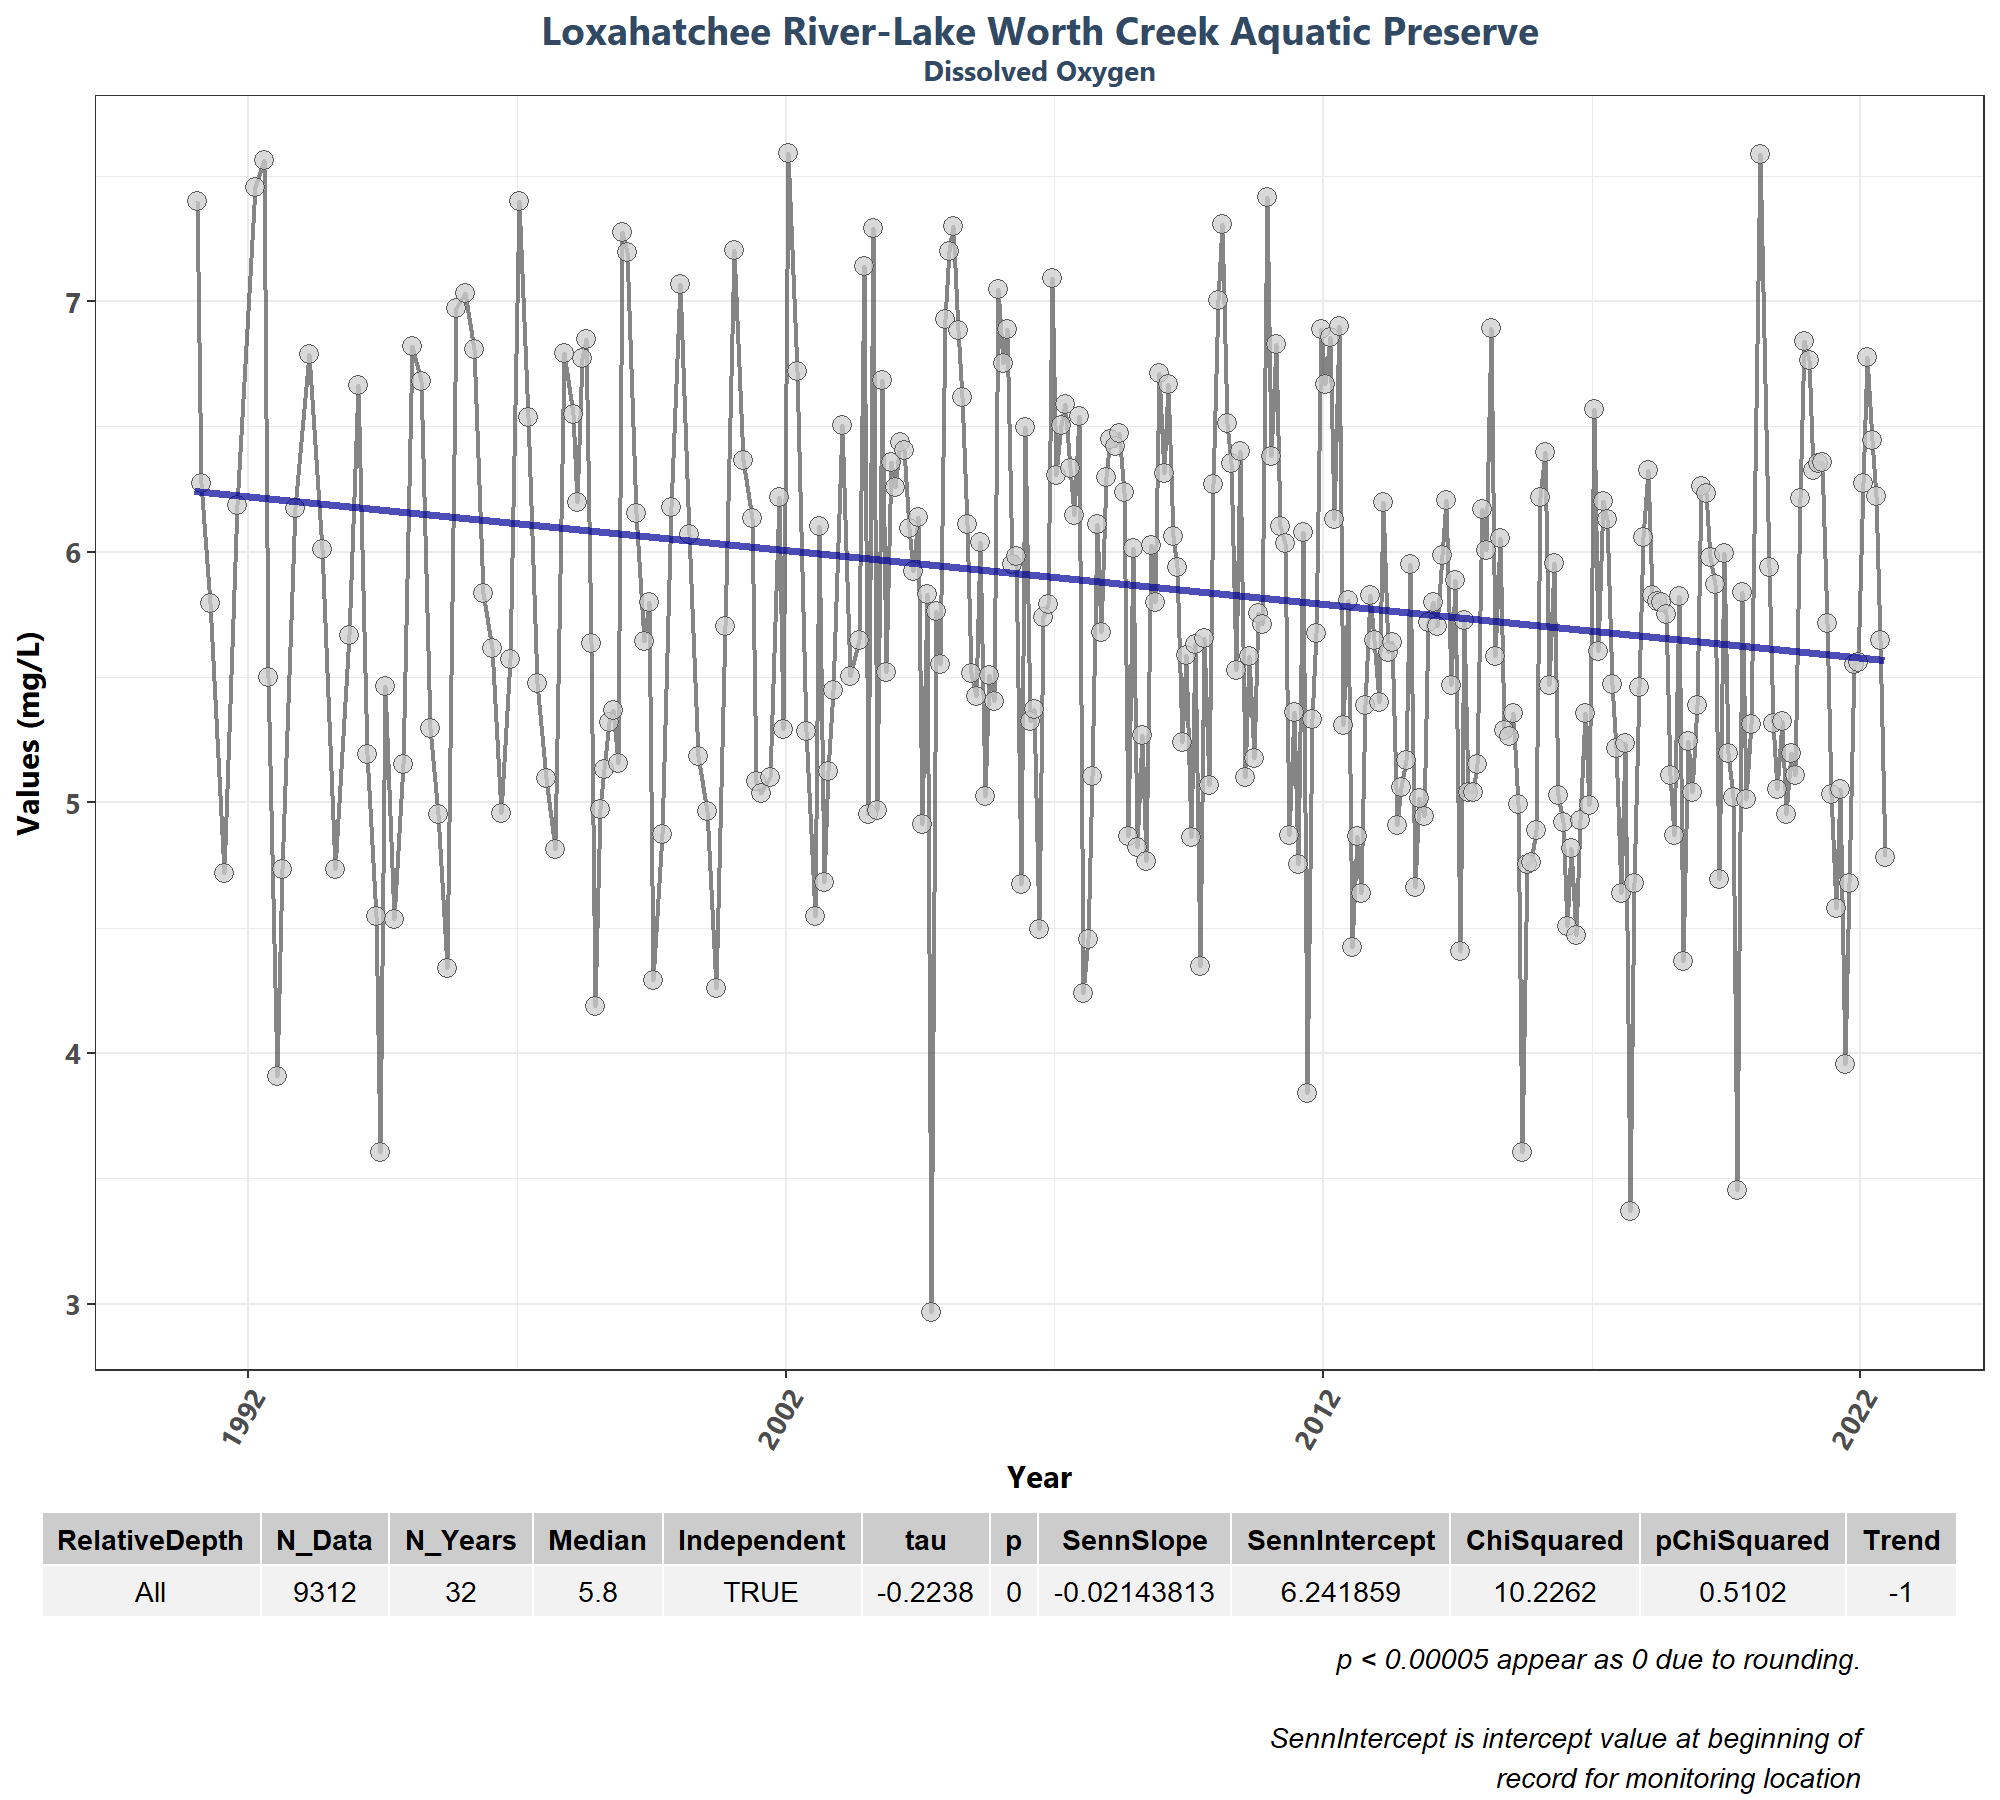 Loxahatchee River-Lake Worth Creek Aquatic Preserve
Dissolved Oxygen
Values (mg/L)
7
6
5
4
3
1992
2002
2012
2022
Year
RelativeDepth N_Data N_Years Median Independent tau p SennSlope SennIntercept ChiSquared pChiSquared Trend
All 9312 32 5.8 TRUE -0.2238 0 -0.02143813 6.241859 10.2262 0.5102 -1
p < 0.00005 appear as 0 due to rounding.
SennIntercept is intercept value at beginning of
record for monitoring location